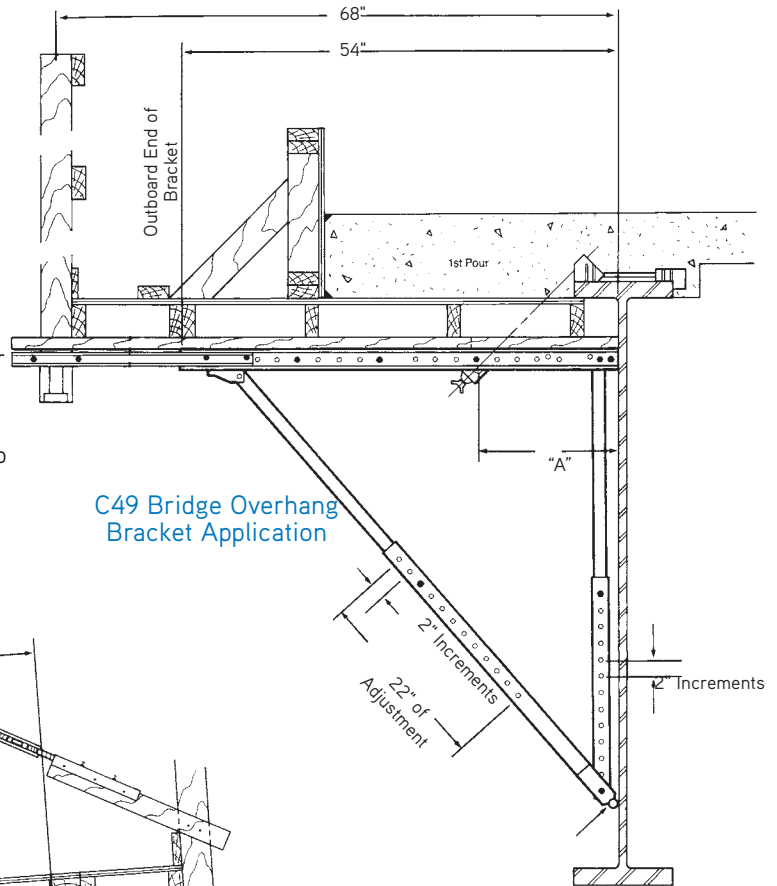 68"
54"
Outboard End of
Bracket
1st Pour
"A"
C49 Bridge Overhang
Bracket Application
2" Increments
22" of
Adjustment
2" Increments